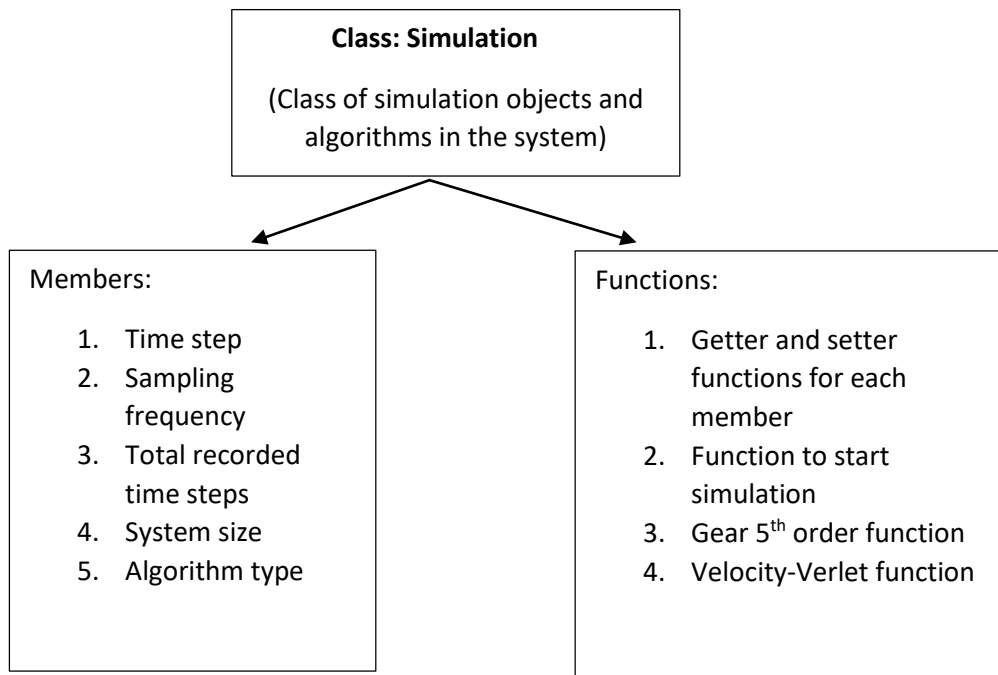 Class: Simulation
(Class of simulation objects and
algorithms in the system)
Members:
1. Time step
2. Sampling
frequency
3. Total recorded
time steps
4. System size
5. Algorithm type
Functions:
1. Getter and setter
functions for each
member
2. Function to start
simulation
3. Gear 5th order function
4. Velocity-Verlet function